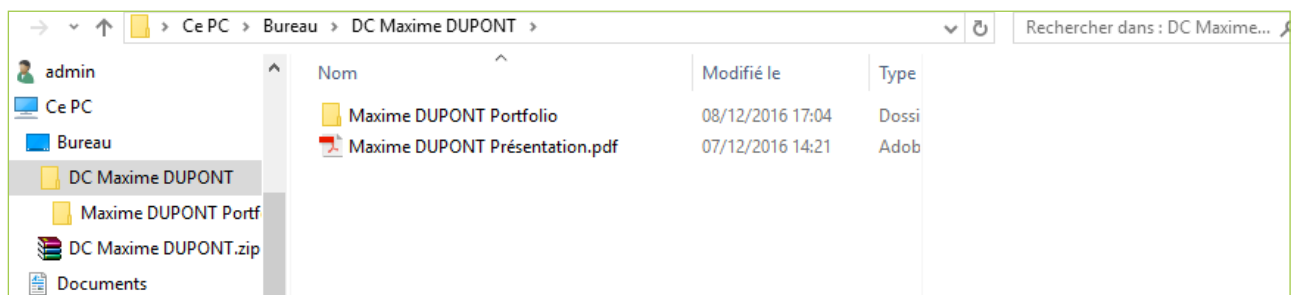 Ce PC > Bureau > DC Maxime DUPONT >
Rechercher dans : DC Maxime...
admin
Ce PC
Bureau
DC Maxime DUPONT
Maxime DUPONT Portf
DC Maxime DUPONT.zip
Documents
Nom Modifié le Type
Maxime DUPONT Portfolio 08/12/2016 17:04 Dossi
Maxime DUPONT Présentation.pdf 07/12/2016 14:21 Adob